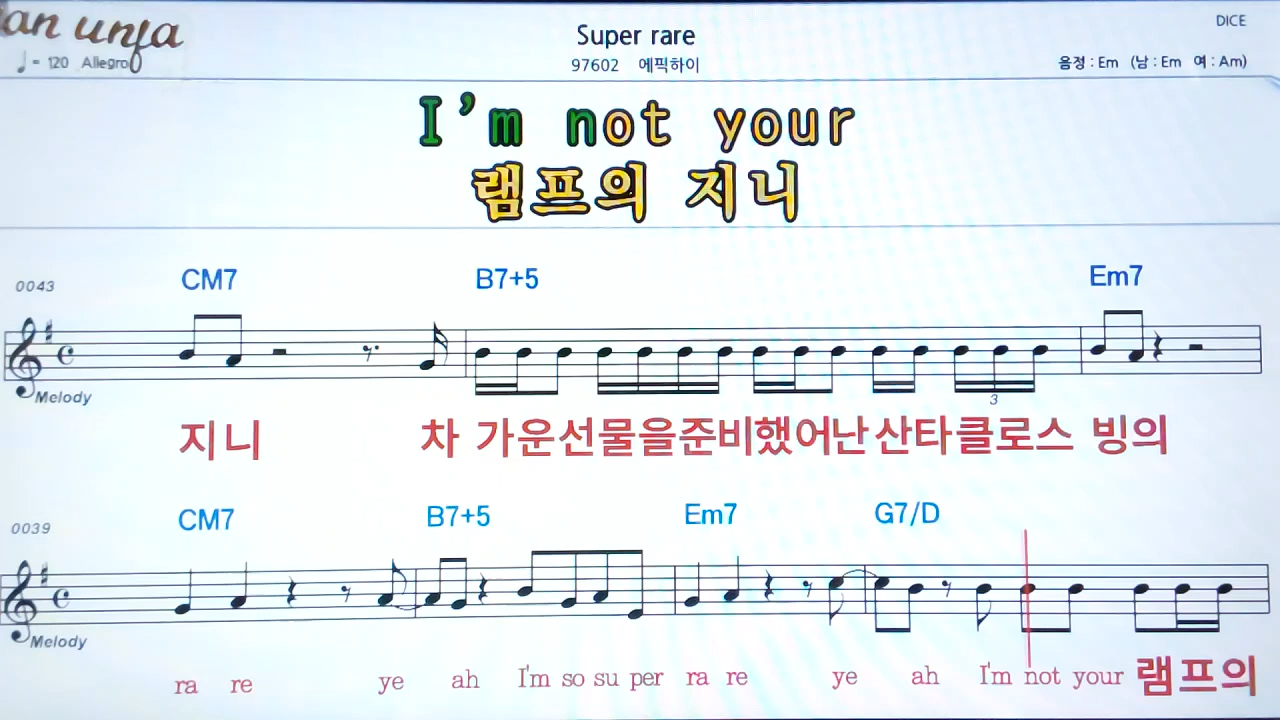 an unfa
DICE
Super rare
♩= 120 Allegro
97602 에픽하이
음정 : Em (남 : Em 여 : Am)
I'm not your
램프의 지니
0043
CM7 B7+5 Em7
Melody
3
지니 차 가운선물을준비했어난산타클로스 빙의
0039
CM7 B7+5 Em7 G7/D
Melody
ra re ye ah I'm so su per ra re ye ah I'm not your 램프의